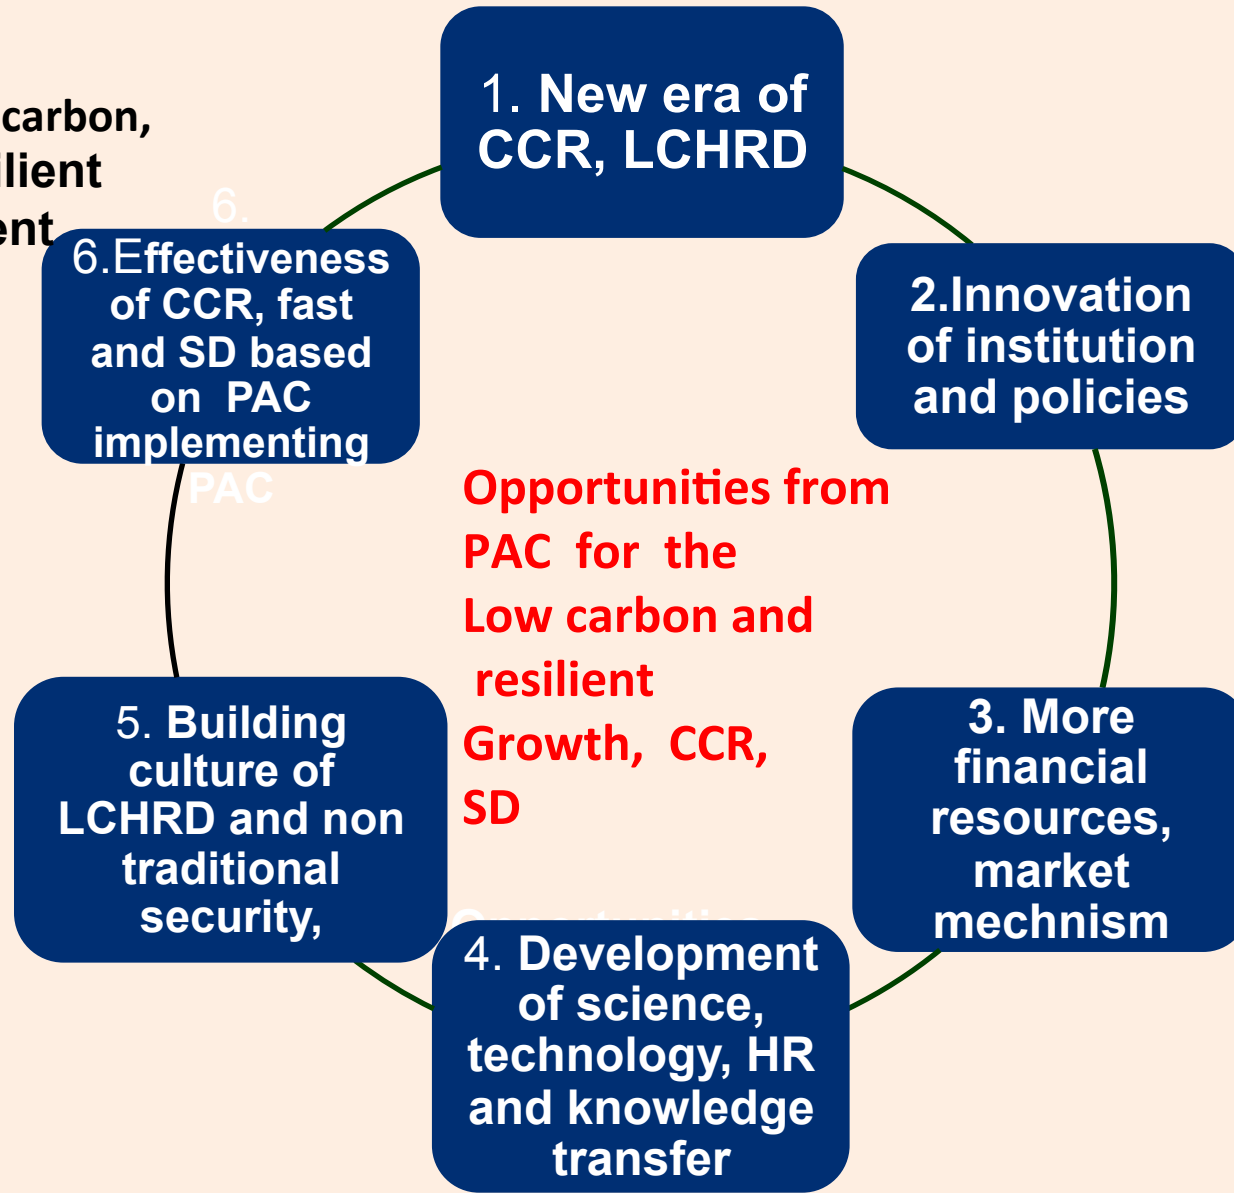 carbon,
ilient
ent
1. New era of
CCR, LCHRD
2.Innovation
of institution
and policies
3. More
financial
resources,
market
mechnism
4. Development
of science,
technology, HR
and knowledge
transfer
5. Building
culture of
LCHRD and non
traditional
security,
6.
6.Effectiveness
of CCR, fast
and SD based
on PAC
implementing
PAC
Opportunities from
PAC for the
Low carbon and
resilient
Growth, CCR,
SD